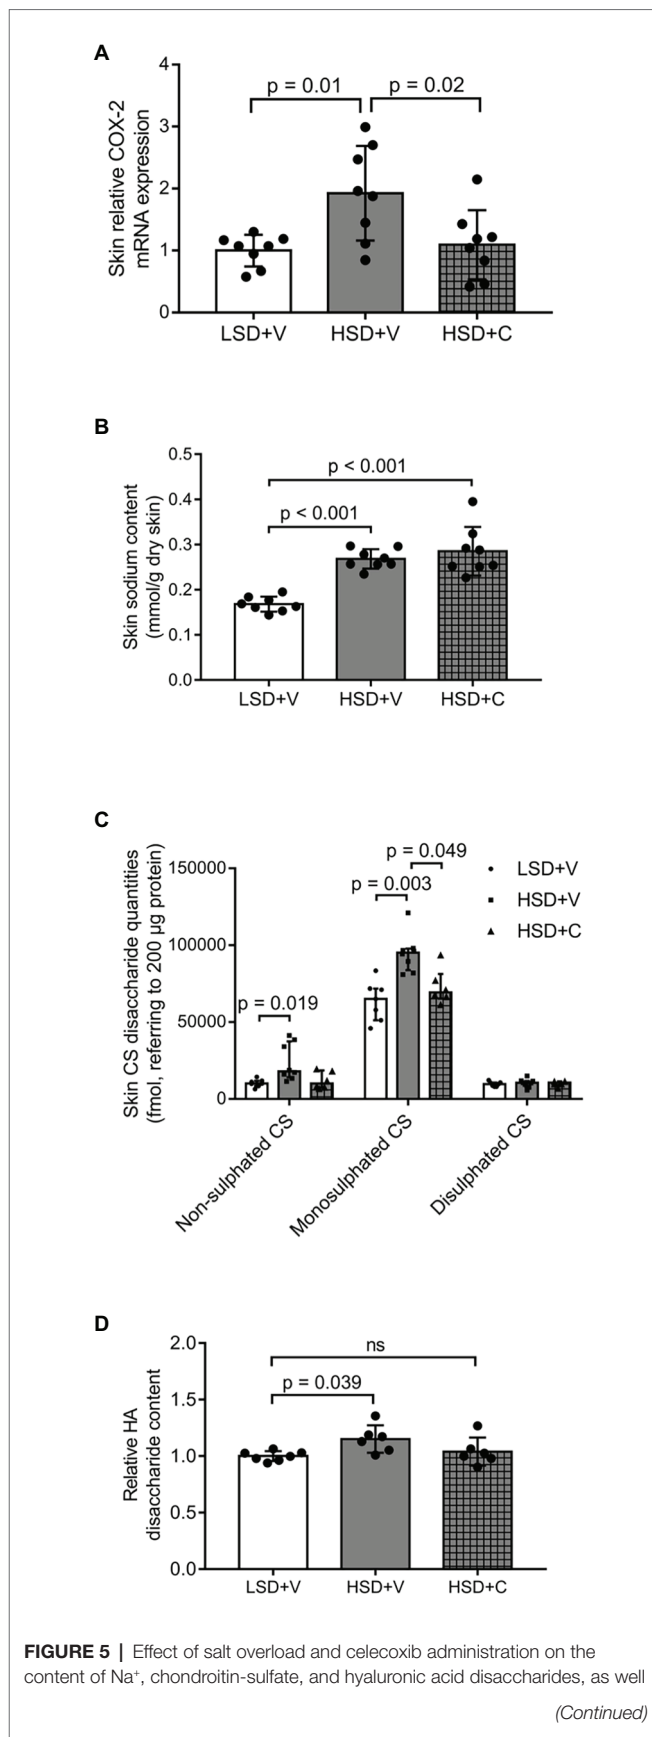 A
Skin relative COX-2
mRNA expression
4
3
2
1
0
p = 0.01
p = 0.02
LSD+V
HSD+V
HSD+C
B
Skin sodium content
(mmol/g dry skin)
0.5
0.4
0.3
0.2
0.1
0.0
p < 0.001
p < 0.001
LSD+V
HSD+V
HSD+C
C
Skin CS disaccharide quantities
(fmol, referring to 200 µg protein)
150000
100000
50000
0
p = 0.019
p = 0.003
p = 0.049
LSD+V
HSD+V
HSD+C
Non-sulphated CS
Monosulphated CS
Disulphated CS
D
Relative HA
disaccharide content
2.0
1.5
1.0
0.5
0.0
ns
p = 0.039
LSD+V
HSD+V
HSD+C
FIGURE 5 | Effect of salt overload and celecoxib administration on the
content of Na+, chondroitin-sulfate, and hyaluronic acid disaccharides, as well
(Continued)